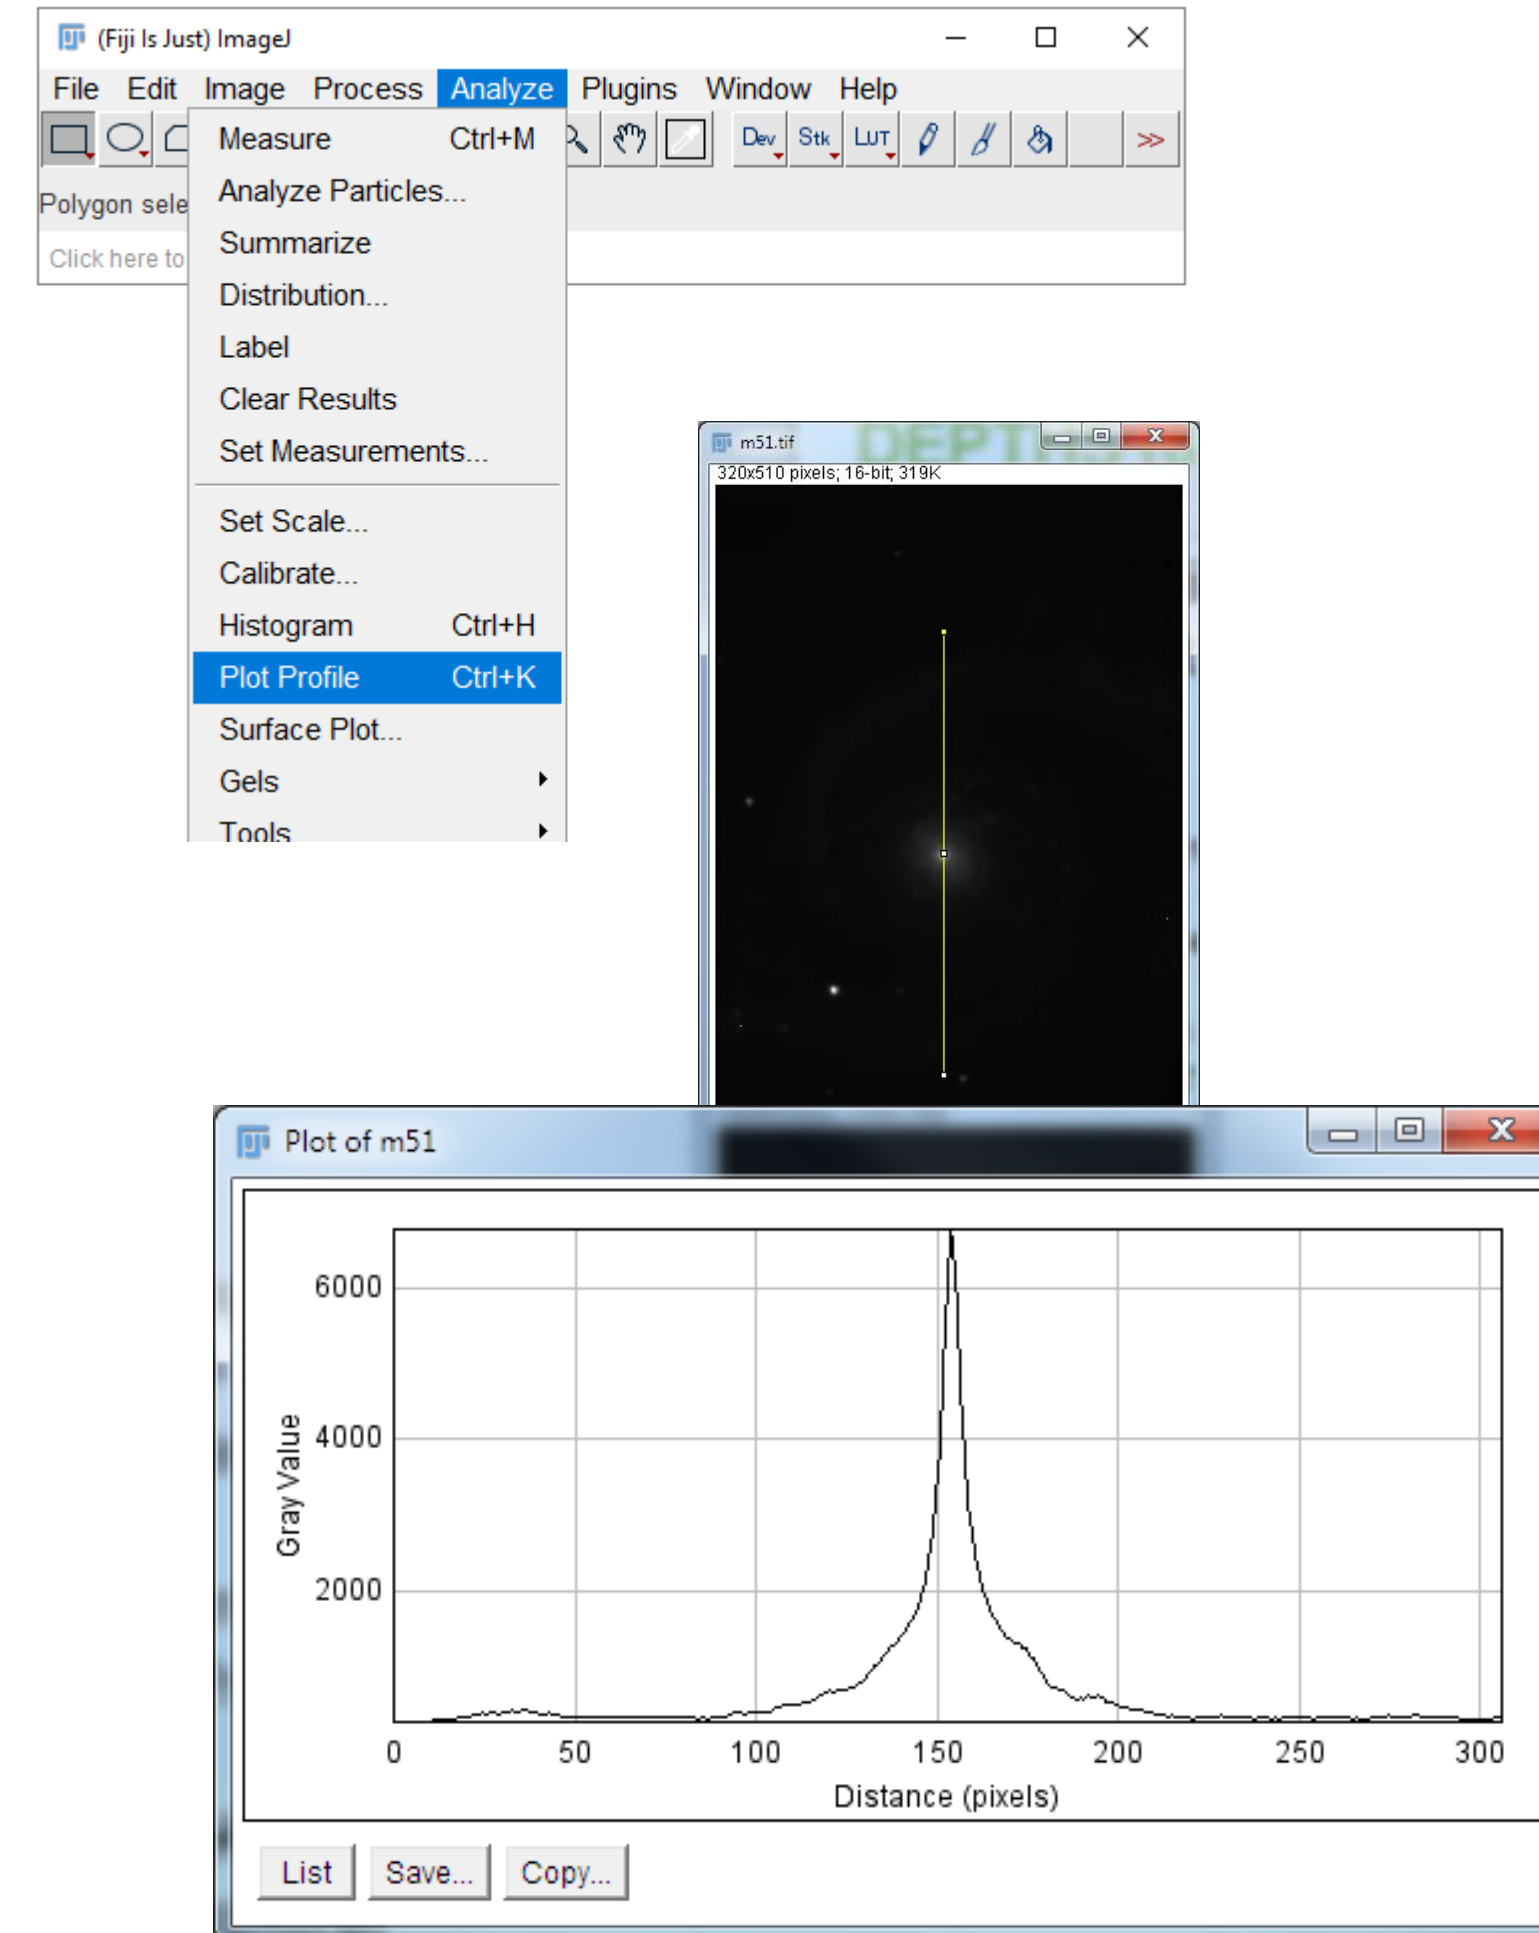 (Fiji Is Just) ImageJ
File Edit Image Process Analyze Plugins Window Help
Dev Stk LUT >>
Polygon sele
Click here to
Measure Ctrl+M
Analyze Particles...
Summarize
Distribution...
Label
Clear Results
Set Measurements...
Set Scale...
Calibrate...
Histogram Ctrl+H
Plot Profile Ctrl+K
Surface Plot...
Gels
Tools
m51.tif
DEPTH
320x510 pixels; 16-bit; 319K
Plot of m51
6000
4000
2000
Gray Value
0 50 100 150 200 250 300
Distance (pixels)
List Save... Copy...